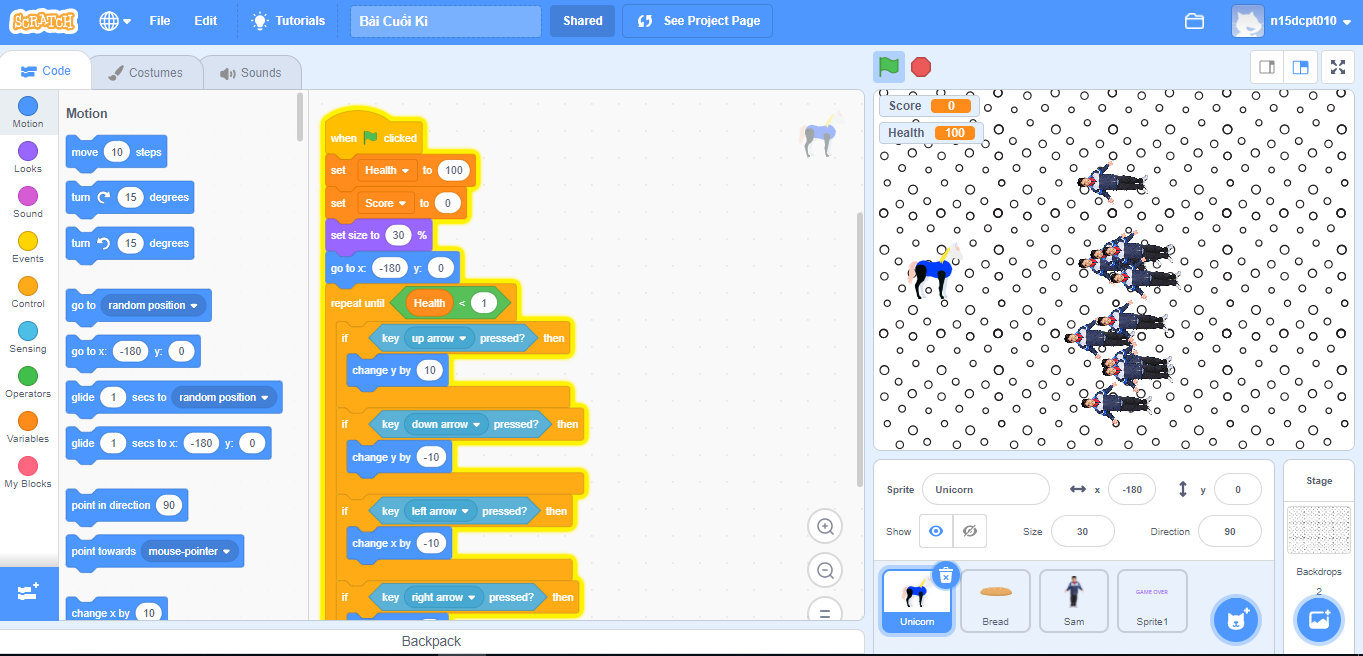 SCRATCH File Edit Tutorials Bài Cuối Kì Shared See Project Page n15dcpt010
Code Costumes Sounds
Motion
Looks
Sound
Events
Control
Sensing
Operators
Variables
My Blocks
Motion
move 10 steps
turn 15 degrees
turn 15 degrees
go to random position
go to x: -180 y: 0
glide 1 secs to random position
glide 1 secs to x: -180 y: 0
point in direction 90
point towards mouse-pointer
change x by 10
when clicked
set Health to 100
set Score to 0
set size to 30 %
go to x: -180 y: 0
repeat until Health < 1
if key up arrow pressed? then
change y by 10
if key down arrow pressed? then
change y by -10
if key left arrow pressed? then
change x by -10
if key right arrow pressed? then
Score 0
Health 100
Sprite Unicorn x -180 y 0
Show Size 30 Direction 90
Unicorn
Bread
Sam
GAME OVER
Sprite1
Stage
Backdrops
2
Backpack